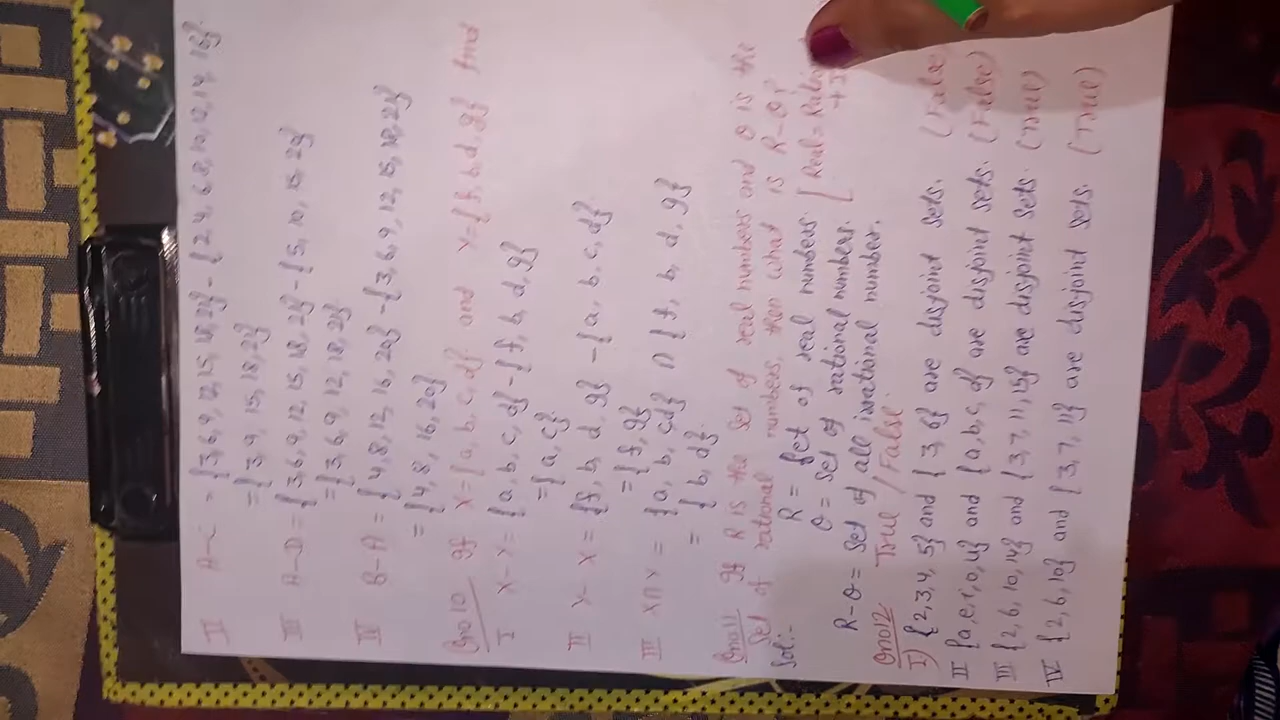 II A-C = {3,6,9,12,15,18,21} - {2,4,6,8,10,12,14,16}
= {3,9,15,18,21}
III A-D = {3,6,9,12,15,18,21} - {5,10,15,20}
= {3,6,9,12,18,21}
IV B-A = {4,8,12,16,20} - {3,6,9,12,15,18,21}
= {4,8,16,20}
Qno10 If X={a,b,c,d} and Y={f,b,d,g} find
I X-Y = {a,b,c,d} - {f,b,d,g}
= {a,c}
II Y-X = {f,b,d,g} - {a,b,c,d}
= {f,g}
III X∩Y = {a,b,c,d} ∩ {f,b,d,g}
= {b,d}
Qno11 If R is the set of real numbers and Q is the
set of rational numbers, then what is R-Q?
Sol:- R = Set of real numbers. [Real =
Q = Set of rational numbers.
R-Q = Set of all irrational number.
Qno12 True / False
I) {2,3,4,5} and {3,6} are disjoint sets. (False)
II {a,e,i,o,u} and {a,b,c,d} are disjoint sets. (False)
III {2,6,10,14} and {3,7,11,15} are disjoint sets. (True)
IV {2,6,10} and {3,7,11} are disjoint sets. (True)